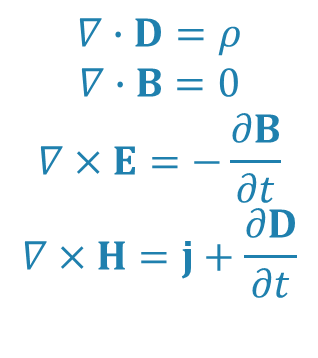 ∇ · 𝐃 = ρ
∇ · 𝐁 = 0
∇ × 𝐄 = − ∂𝐁/∂t
∇ × 𝐇 = 𝐣 + ∂𝐃/∂t